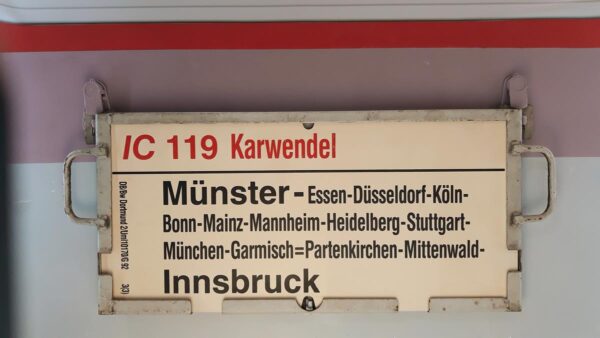 IC 119 Karwendel
Münster-Essen-Düsseldorf-Köln-
Bonn-Mainz-Mannheim-Heidelberg-Stuttgart-
München-Garmisch=Partenkirchen-Mittenwald-
Innsbruck